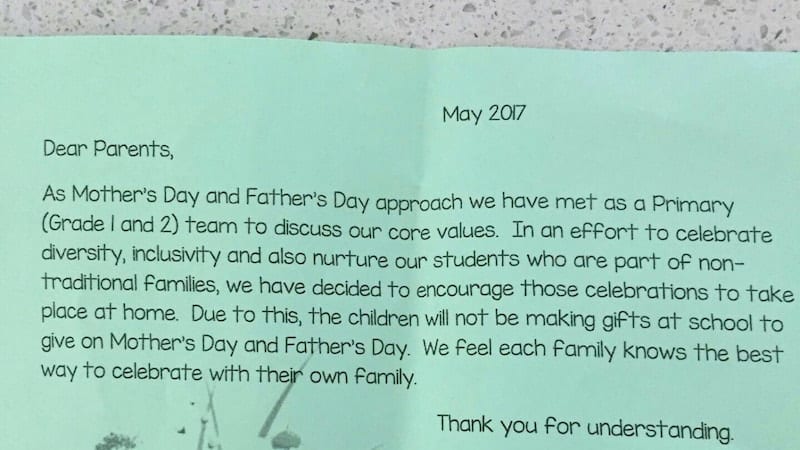 May 2017
Dear Parents,
As Mother's Day and Father's Day approach we have met as a Primary
(Grade 1 and 2) team to discuss our core values. In an effort to celebrate
diversity, inclusivity and also nurture our students who are part of non-
traditional families, we have decided to encourage those celebrations to take
place at home. Due to this, the children will not be making gifts at school to
give on Mother's Day and Father's Day. We feel each family knows the best
way to celebrate with their own family.
Thank you for understanding.